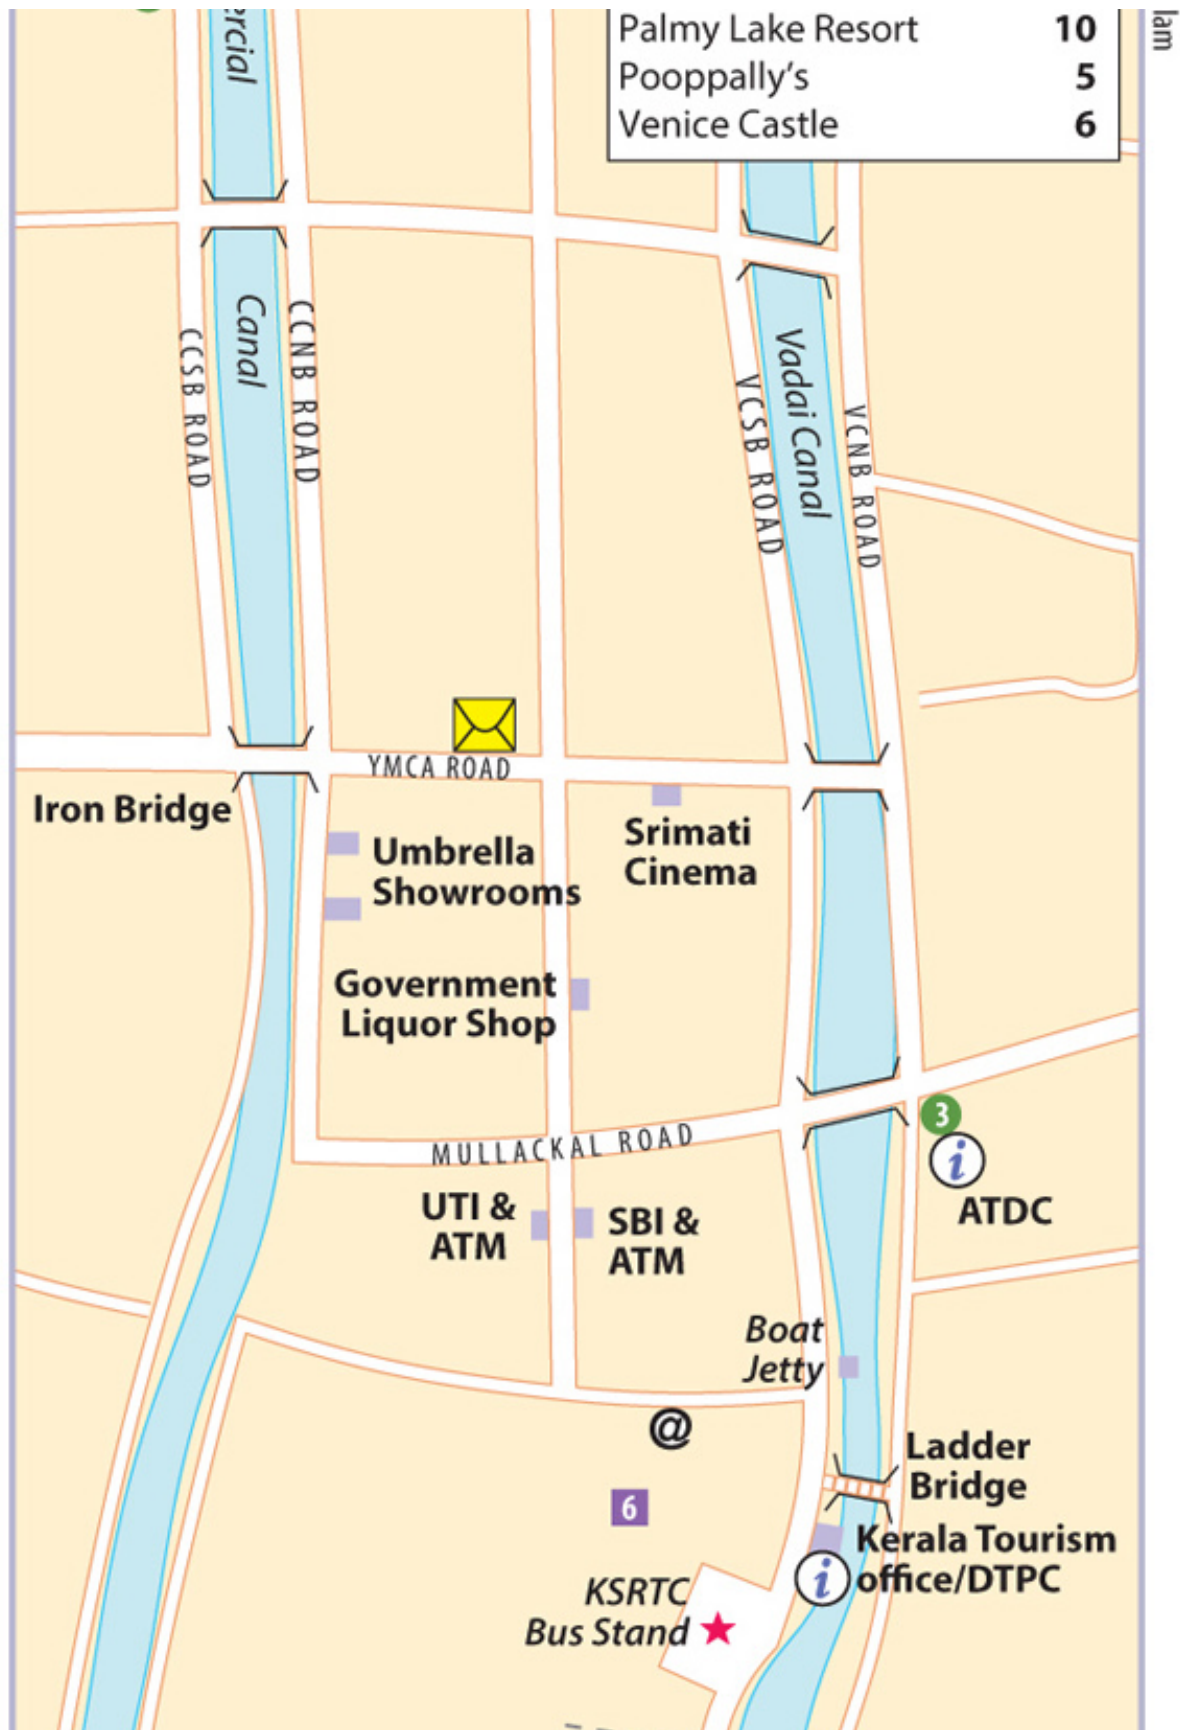 ercial
lam
Palmy Lake Resort 10
Pooppally's 5
Venice Castle 6
Canal
CCSB ROAD
CCNB ROAD
Vadai Canal
VCSB ROAD
VCNB ROAD
YMCA ROAD
Iron Bridge
Umbrella
Showrooms
Srimati
Cinema
Government
Liquor Shop
MULLACKAL ROAD
3
i
ATDC
UTI &
ATM
SBI &
ATM
Boat
Jetty
@
Ladder
Bridge
6
Kerala Tourism
office/DTPC
i
KSRTC
Bus Stand